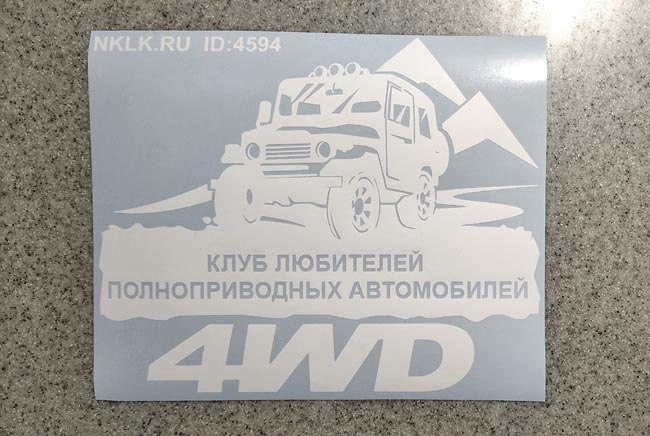 NKLK.RU ID:4594
КЛУБ ЛЮБИТЕЛЕЙ
ПОЛНОПРИВОДНЫХ АВТОМОБИЛЕЙ
4WD